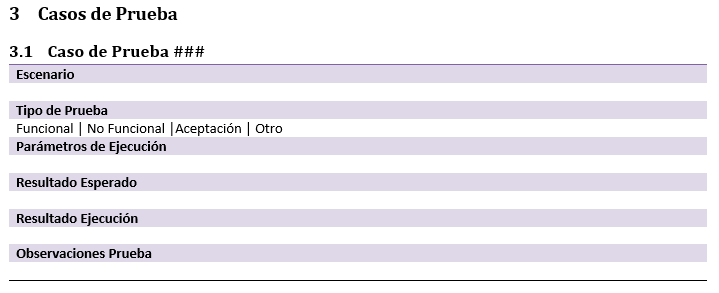 3 Casos de Prueba
3.1 Caso de Prueba ###
Escenario
Tipo de Prueba
Funcional | No Funcional |Aceptación | Otro
Parámetros de Ejecución
Resultado Esperado
Resultado Ejecución
Observaciones Prueba